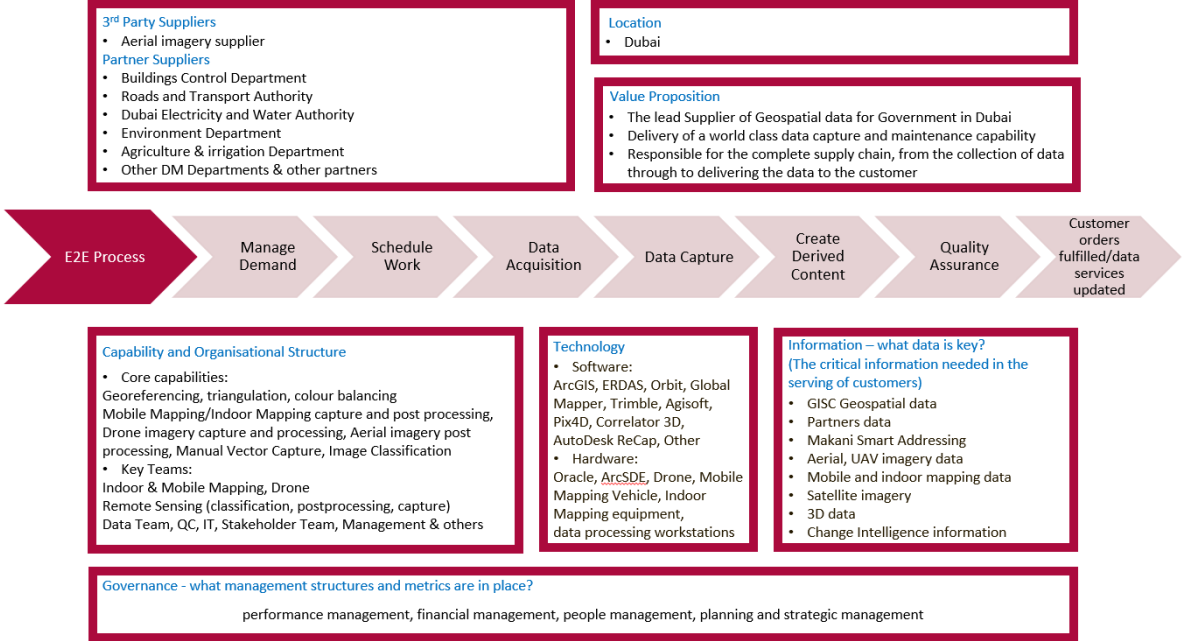 3rd Party Suppliers
• Aerial imagery supplier
Partner Suppliers
• Buildings Control Department
• Roads and Transport Authority
• Dubai Electricity and Water Authority
• Environment Department
• Agriculture & irrigation Department
• Other DM Departments & other partners
Location
• Dubai
Value Proposition
• The lead Supplier of Geospatial data for Government in Dubai
• Delivery of a world class data capture and maintenance capability
• Responsible for the complete supply chain, from the collection of data
through to delivering the data to the customer
E2E Process
Manage
Demand
Schedule
Work
Data
Acquisition
Data Capture
Create
Derived
Content
Quality
Assurance
Customer
orders
fulfilled/data
services
updated
Capability and Organisational Structure
• Core capabilities:
Georeferencing, triangulation, colour balancing
Mobile Mapping/Indoor Mapping capture and post processing,
Drone imagery capture and processing, Aerial imagery post
processing, Manual Vector Capture, Image Classification
• Key Teams:
Indoor & Mobile Mapping, Drone
Remote Sensing (classification, postprocessing, capture)
Data Team, QC, IT, Stakeholder Team, Management & others
Technology
• Software:
ArcGIS, ERDAS, Orbit, Global
Mapper, Trimble, Agisoft,
Pix4D, Correlator 3D,
AutoDesk ReCap, Other
• Hardware:
Oracle, ArcSDE, Drone, Mobile
Mapping Vehicle, Indoor
Mapping equipment,
data processing workstations
Information – what data is key?
(The critical information needed in the
serving of customers)
• GISC Geospatial data
• Partners data
• Makani Smart Addressing
• Aerial, UAV imagery data
• Mobile and indoor mapping data
• Satellite imagery
• 3D data
• Change Intelligence information
Governance - what management structures and metrics are in place?
performance management, financial management, people management, planning and strategic management